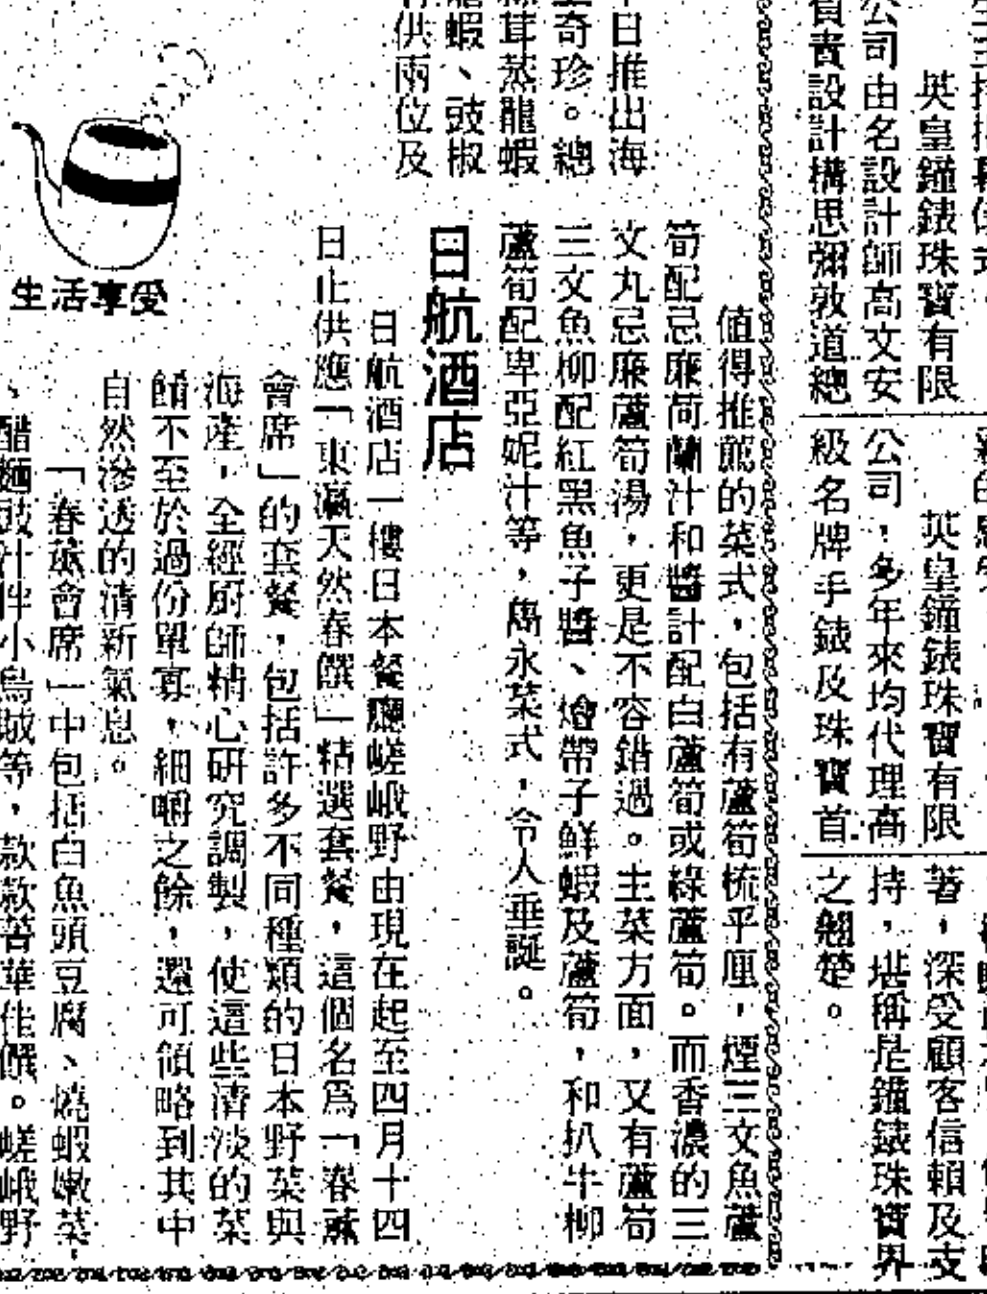 公司由名設計師高文安
負責設計構思彌敦道總
英皇鐘錶珠寶有限
英皇鐘錶珠寶有限
公司，多年來均代理高
級名牌手錶及珠寶首
著，深受顧客信賴及支
持，堪稱是鐘錶珠寶界
之翹楚。
日推出海
奇珍。總
茸蒸龍蝦
蝦、豉椒
供兩位及
值得推薦的菜式，包括有蘆筍梳乎厘，煙三文魚蘆
筍配忌廉荷蘭汁和醬計配白蘆筍或綠蘆筍。而香濃的三
文丸忌廉蘆筍湯，更是不容錯過。主菜方面，又有蘆筍
三文魚柳配紅黑魚子醬、燴帶子鮮蝦及蘆筍，和扒牛柳
蘆筍配卑亞妮汁等，雋永菜式，令人垂誕。
日航酒店
日航酒店一樓日本餐廳嵯峨野由現在起至四月十四
日止供應「東瀛天然春饌」精選套餐，這個名爲「春蔬
會席」的套餐，包括許多不同種類的日本野菜與
海產，全經厨師精心研究調製，使這些清淡的菜
餚不至於過份單寡，細嚼之餘，還可領略到其中
自然滲透的清新氣息。
「春蔬會席」中包括白魚頭豆腐、燒蝦嫩菜，
醋麵豉汁伴小烏賊等，款款菩華佳饌。嵯峨野
生活享受